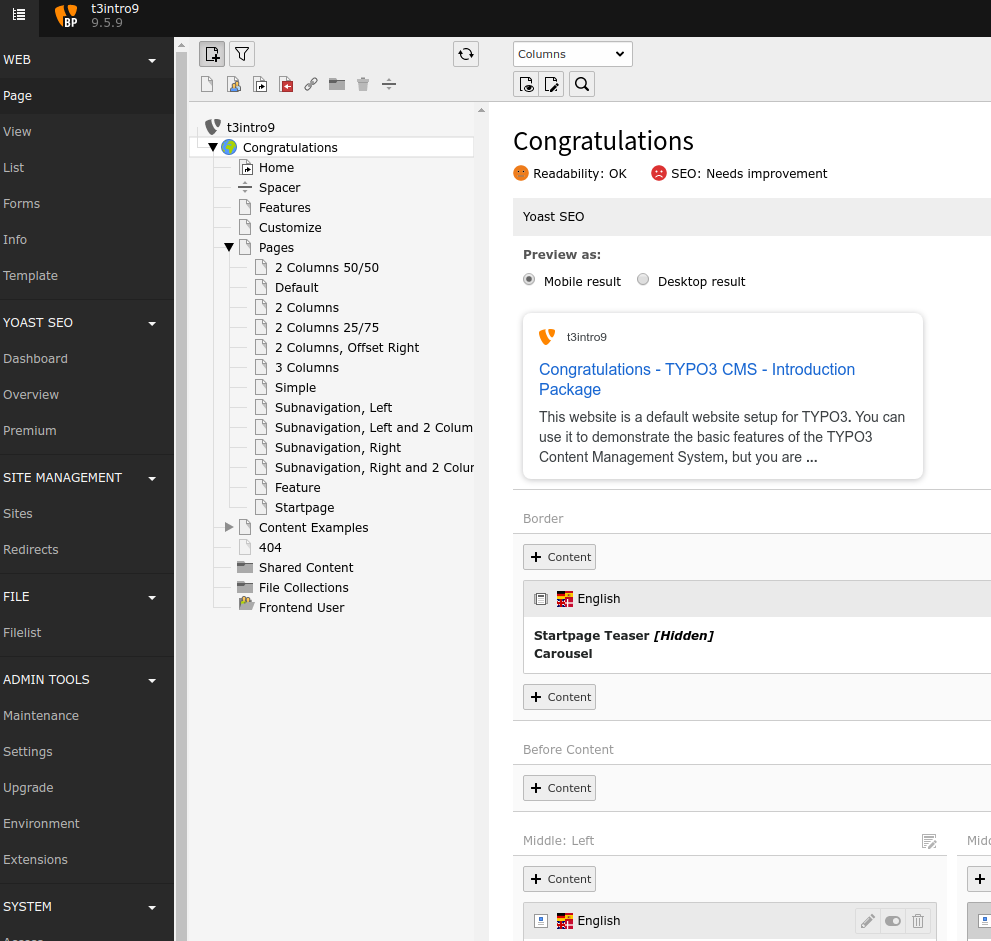 t3intro9
9.5.9
WEB
Page
View
List
Forms
Info
Template
YOAST SEO
Dashboard
Overview
Premium
SITE MANAGEMENT
Sites
Redirects
FILE
Filelist
ADMIN TOOLS
Maintenance
Settings
Upgrade
Environment
Extensions
SYSTEM
t3intro9
Congratulations
Home
Spacer
Features
Customize
Pages
2 Columns 50/50
Default
2 Columns
2 Columns 25/75
2 Columns, Offset Right
3 Columns
Simple
Subnavigation, Left
Subnavigation, Left and 2 Colum
Subnavigation, Right
Subnavigation, Right and 2 Colur
Feature
Startpage
Content Examples
404
Shared Content
File Collections
Frontend User
Columns
Congratulations
Readability: OK SEO: Needs improvement
Yoast SEO
Preview as:
Mobile result Desktop result
t3intro9
Congratulations - TYPO3 CMS - Introduction
Package
This website is a default website setup for TYPO3. You can
use it to demonstrate the basic features of the TYPO3
Content Management System, but you are ...
Border
+ Content
English
Startpage Teaser [Hidden]
Carousel
+ Content
Before Content
+ Content
Middle: Left
+ Content
English